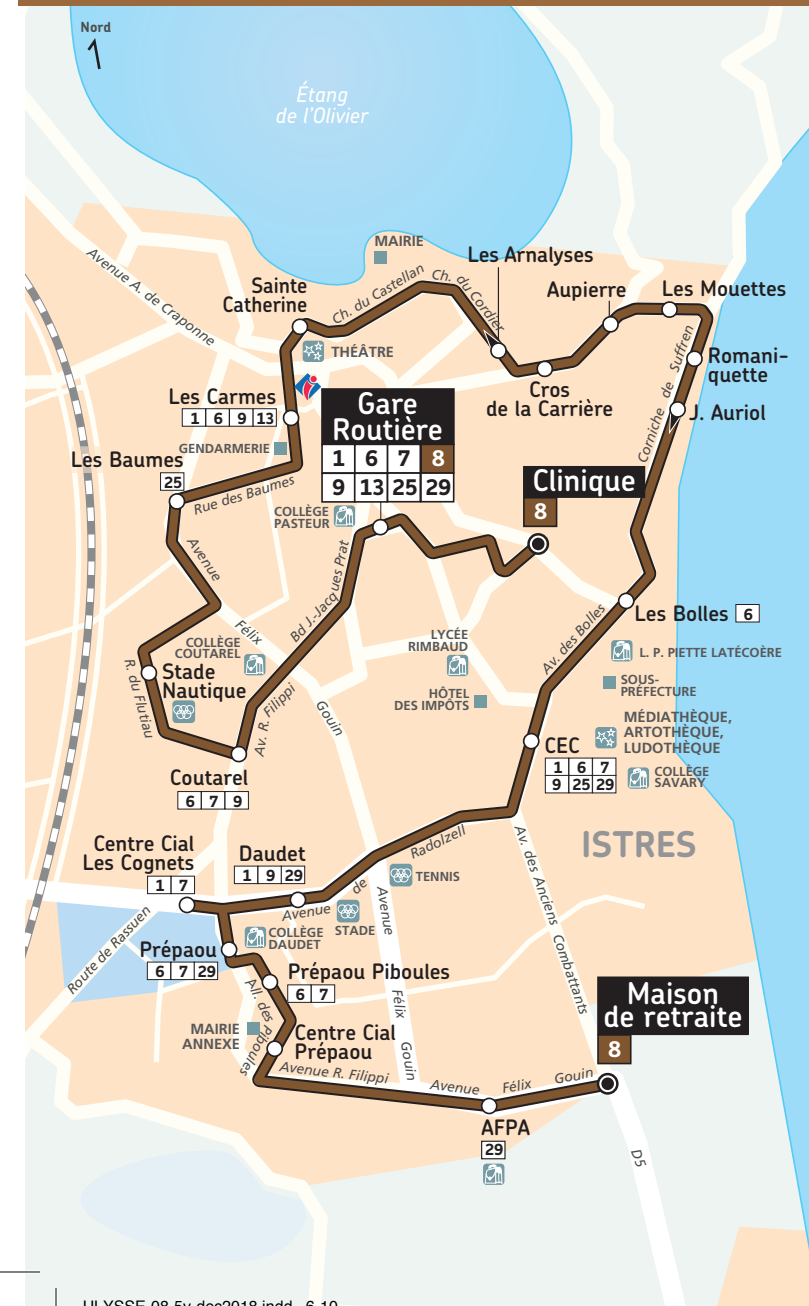 Nord
Étang
de l'Olivier
MAIRIE
Les Arnalyses
Avenue A. de Craponne
Sainte
Catherine
Ch. du Castellan
Ch. du Cordier
Aupierre
Les Mouettes
THÉÂTRE
Romani-
quette
Corniche de Suffren
Les Carmes
1 6 9 13
Gare
Routière
1 6 7 8
9 13 25 29
Cros
de la Carrière
J. Auriol
GENDARMERIE
Les Baumes
25
Rue des Baumes
Clinique
8
COLLÈGE
PASTEUR
Avenue
Félix
Gouin
Bd J.-Jacques Prat
Les Bolles 6
Av. des Bolles
COLLÈGE
COUTAREL
LYCÉE
RIMBAUD
L. P. PIETTE LATÉCOÈRE
Stade
Nautique
R. du Flutiau
Av. R. Filippi
HÔTEL
DES IMPÔTS
SOUS-
PRÉFECTURE
MÉDIATHÈQUE,
ARTOTHÈQUE,
LUDOTHÈQUE
CEC
1 6 7
9 25 29
COLLÈGE
SAVARY
Coutarel
6 7 9
Centre Cial
Les Cognets
1 7
Daudet
1 9 29
Avenue de Radolzell
ISTRES
TENNIS
Av. des Anciens Combattants
STADE
COLLÈGE
DAUDET
Route de Rassuen
Prépaou
6 7 29
Avenue Félix Gouin
Prépaou Piboules
6 7
All. des Piboules
MAIRIE
ANNEXE
Centre Cial
Prépaou
Maison
de retraite
8
Avenue R. Filippi
Avenue Félix Gouin
AFPA
29
D5
ULYSSE-08-5v-dec2018.indd 6-10